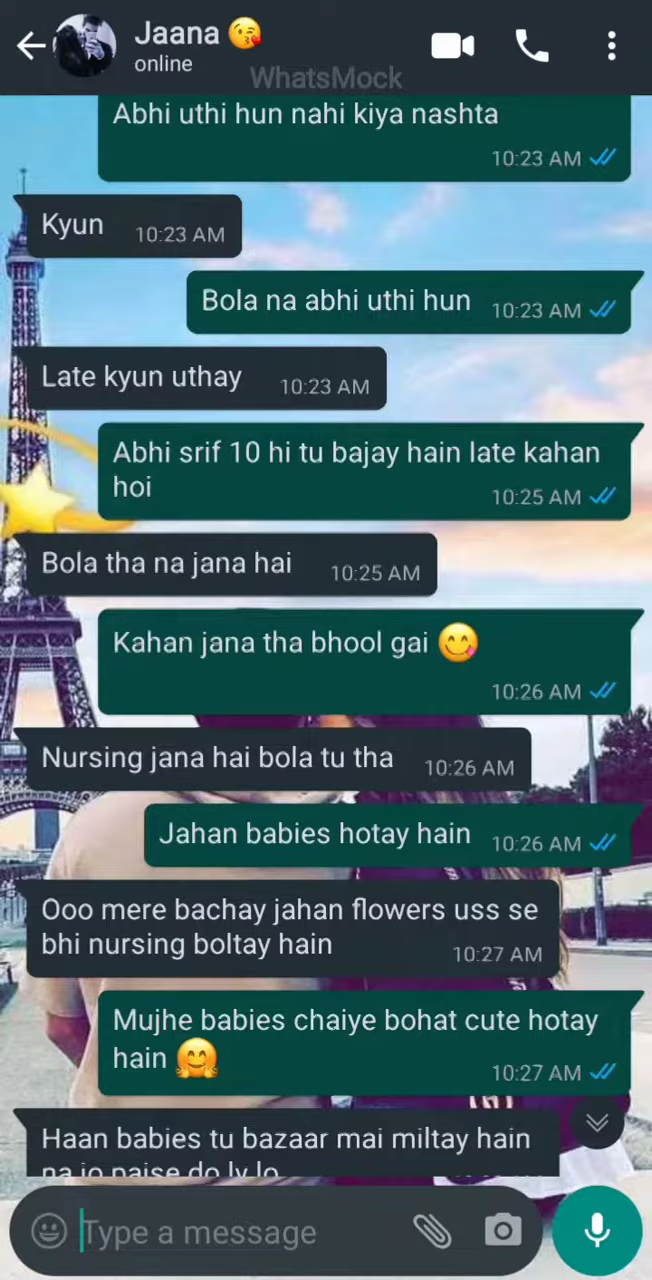 Jaana 😘
online
WhatsMock
Abhi uthi hun nahi kiya nashta
10:23 AM
Kyun 10:23 AM
Bola na abhi uthi hun 10:23 AM
Late kyun uthay 10:23 AM
Abhi srif 10 hi tu bajay hain late kahan
hoi 10:25 AM
Bola tha na jana hai 10:25 AM
Kahan jana tha bhool gai 😋
10:26 AM
Nursing jana hai bola tu tha 10:26 AM
Jahan babies hotay hain 10:26 AM
Ooo mere bachay jahan flowers uss se
bhi nursing boltay hain 10:27 AM
Mujhe babies chaiye bohat cute hotay
hain 🤗 10:27 AM
Haan babies tu bazaar mai miltay hain
na jo paise do ly lo
Type a message